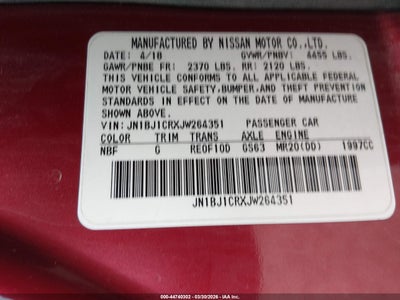 MANUFACTURED BY NISSAN MOTOR CO.,LTD.
DATE: 4/18 GVWR/PNBV: 4455 LBS.
GAWR/PNBE FR: 2370 LBS. RR: 2120 LBS.
THIS VEHICLE CONFORMS TO ALL APPLICABLE FEDERAL
MOTOR VEHICLE SAFETY,BUMPER,AND THEFT PREVENTION
STANDARDS IN EFFECT ON THE DATE OF MANUFACTURE
SHOWN ABOVE.
VIN:JN1BJ1CRXJW264351 PASSENGER CAR
COLOR TRIM TRANS AXLE ENGINE
NBF G RE0F10D GS63 MR20(DD) 1997CC
JN1BJ1CRXJW264351
000-44740302 - 03/30/2026 - IAAI.COM